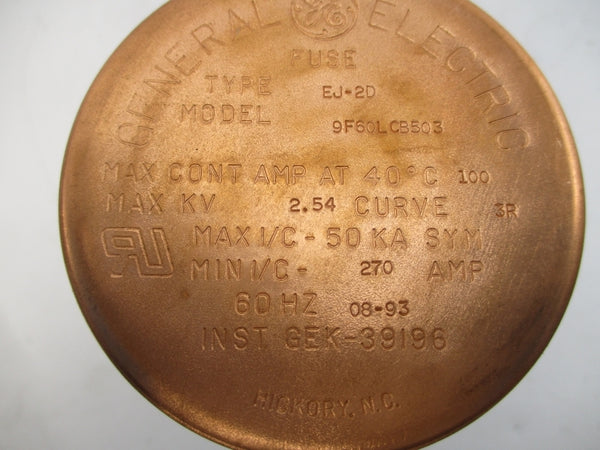 GENERAL GE ELECTRIC
FUSE
TYPE EJ-2D
MODEL 9F60LCB503
MAX CONT AMP AT 40°C 100
MAX KV 2.54 CURVE 3R
MAX I/C - 50 KA SYM
MIN I/C - 270 AMP
60 HZ 08-93
INST GEK-39196
HICKORY, N.C.